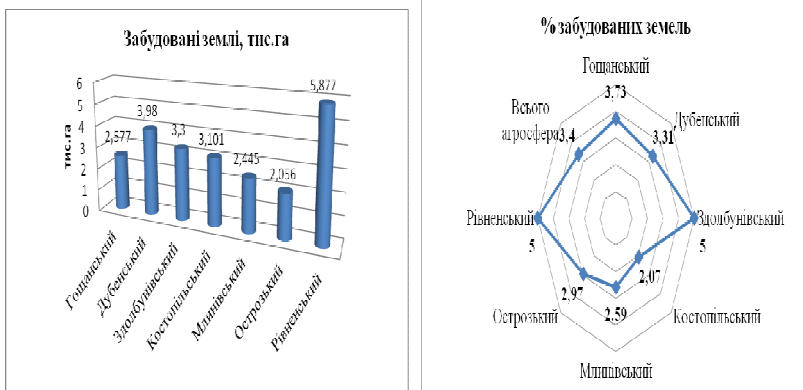 Забудовані землі, тис.га
тис.га
6
5
4
3
2
1
0
2,577
3,98
3,3
3,101
2,445
2,056
5,877
Гощанський
Дубенський
Здолбунівський
Костопільський
Млинівський
Острозький
Рівненський
% забудованих земель
Гощанський
3,73
Дубенський
3,31
Здолбунівський
5
Костопільський
2,07
Млинівський
2,59
Острозький
2,97
Рівненський
5
Всього
агросфера
3,4